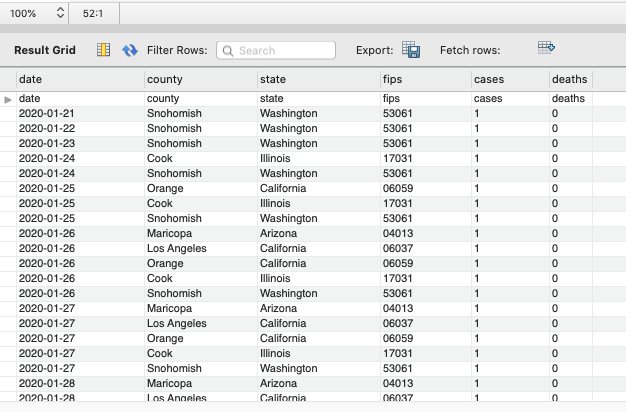 100% 52:1
Result Grid Filter Rows: Search Export: Fetch rows:
date county state fips cases deaths
date county state fips cases deaths
2020-01-21 Snohomish Washington 53061 1 0
2020-01-22 Snohomish Washington 53061 1 0
2020-01-23 Snohomish Washington 53061 1 0
2020-01-24 Cook Illinois 17031 1 0
2020-01-24 Snohomish Washington 53061 1 0
2020-01-25 Orange California 06059 1 0
2020-01-25 Cook Illinois 17031 1 0
2020-01-25 Snohomish Washington 53061 1 0
2020-01-26 Maricopa Arizona 04013 1 0
2020-01-26 Los Angeles California 06037 1 0
2020-01-26 Orange California 06059 1 0
2020-01-26 Cook Illinois 17031 1 0
2020-01-26 Snohomish Washington 53061 1 0
2020-01-27 Maricopa Arizona 04013 1 0
2020-01-27 Los Angeles California 06037 1 0
2020-01-27 Orange California 06059 1 0
2020-01-27 Cook Illinois 17031 1 0
2020-01-27 Snohomish Washington 53061 1 0
2020-01-28 Maricopa Arizona 04013 1 0
2020-01-28 Los Angeles California 06037 1 0